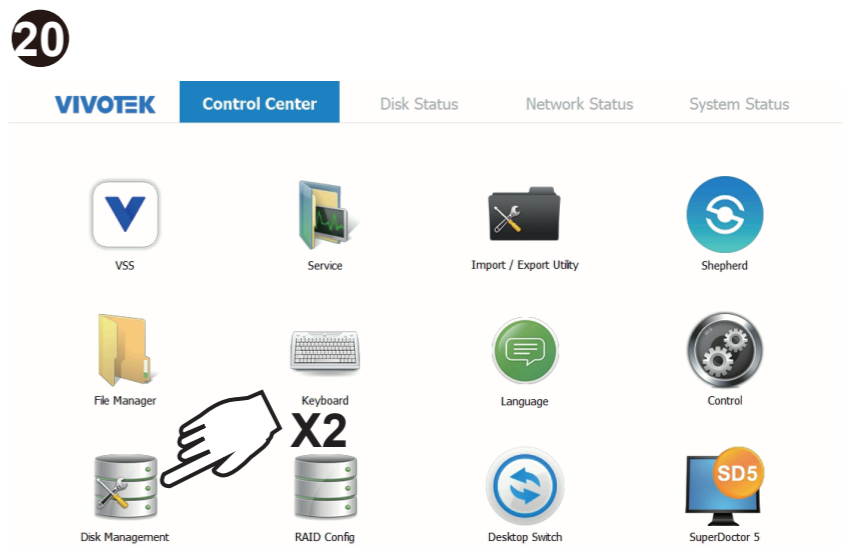 20
VIVOTEK Control Center Disk Status Network Status System Status
VSS Service Import / Export Utility Shepherd
File Manager Keyboard Language Control
X2
SD5
Disk Management RAID Config Desktop Switch SuperDoctor 5